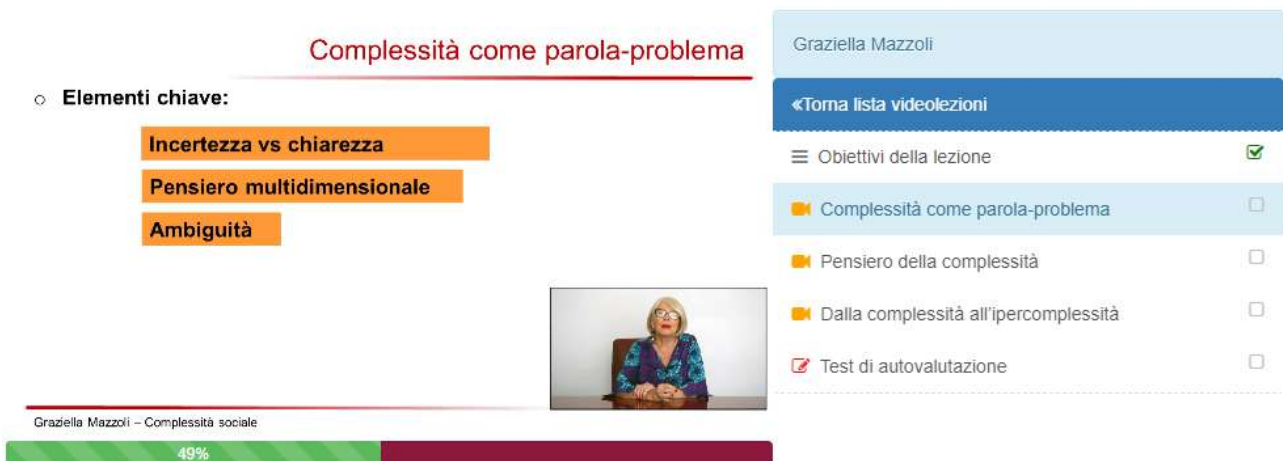 Complessità come parola-problema
Elementi chiave:
Incertezza vs chiarezza
Pensiero multidimensionale
Ambiguità
Graziella Mazzoli – Complessità sociale
49%
Graziella Mazzoli
«Torna lista videolezioni
Obiettivi della lezione
Complessità come parola-problema
Pensiero della complessità
Dalla complessità all'ipercomplessità
Test di autovalutazione